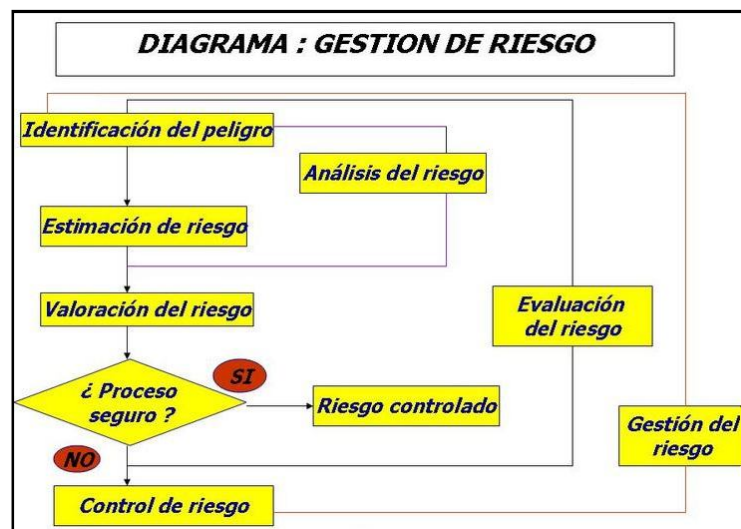 DIAGRAMA : GESTION DE RIESGO
Identificación del peligro
Análisis del riesgo
Estimación de riesgo
Valoración del riesgo
Evaluación
del riesgo
¿ Proceso
seguro ?
SI
Riesgo controlado
Gestión del
riesgo
NO
Control de riesgo